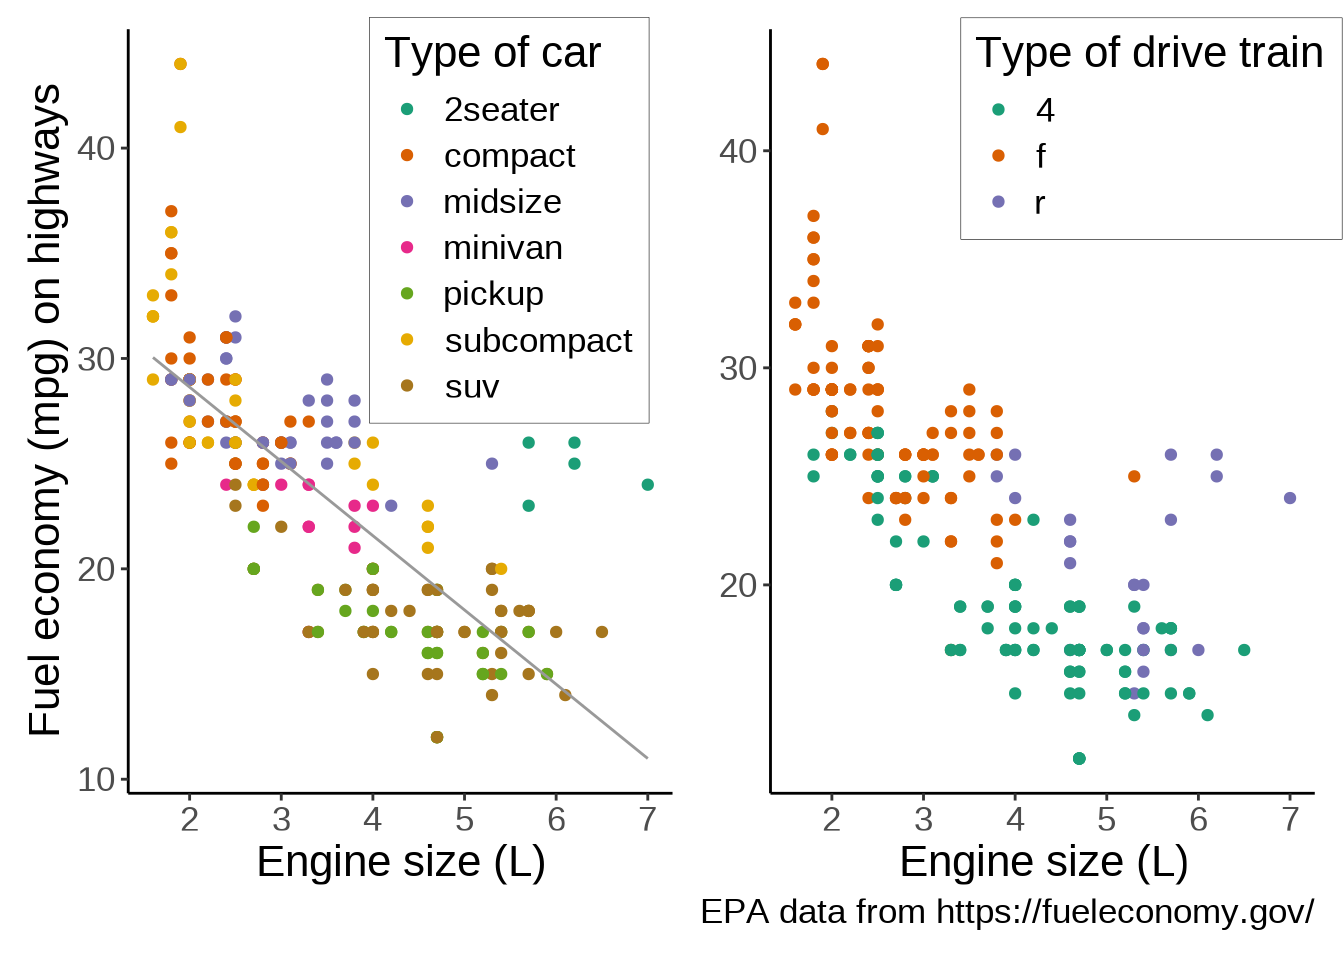 Type of car
2seater
compact
midsize
minivan
pickup
subcompact
suv
Fuel economy (mpg) on highways
40
30
20
10
2 3 4 5 6 7
Engine size (L)
Type of drive train
4
f
r
40
30
20
2 3 4 5 6 7
Engine size (L)
EPA data from https://fueleconomy.gov/